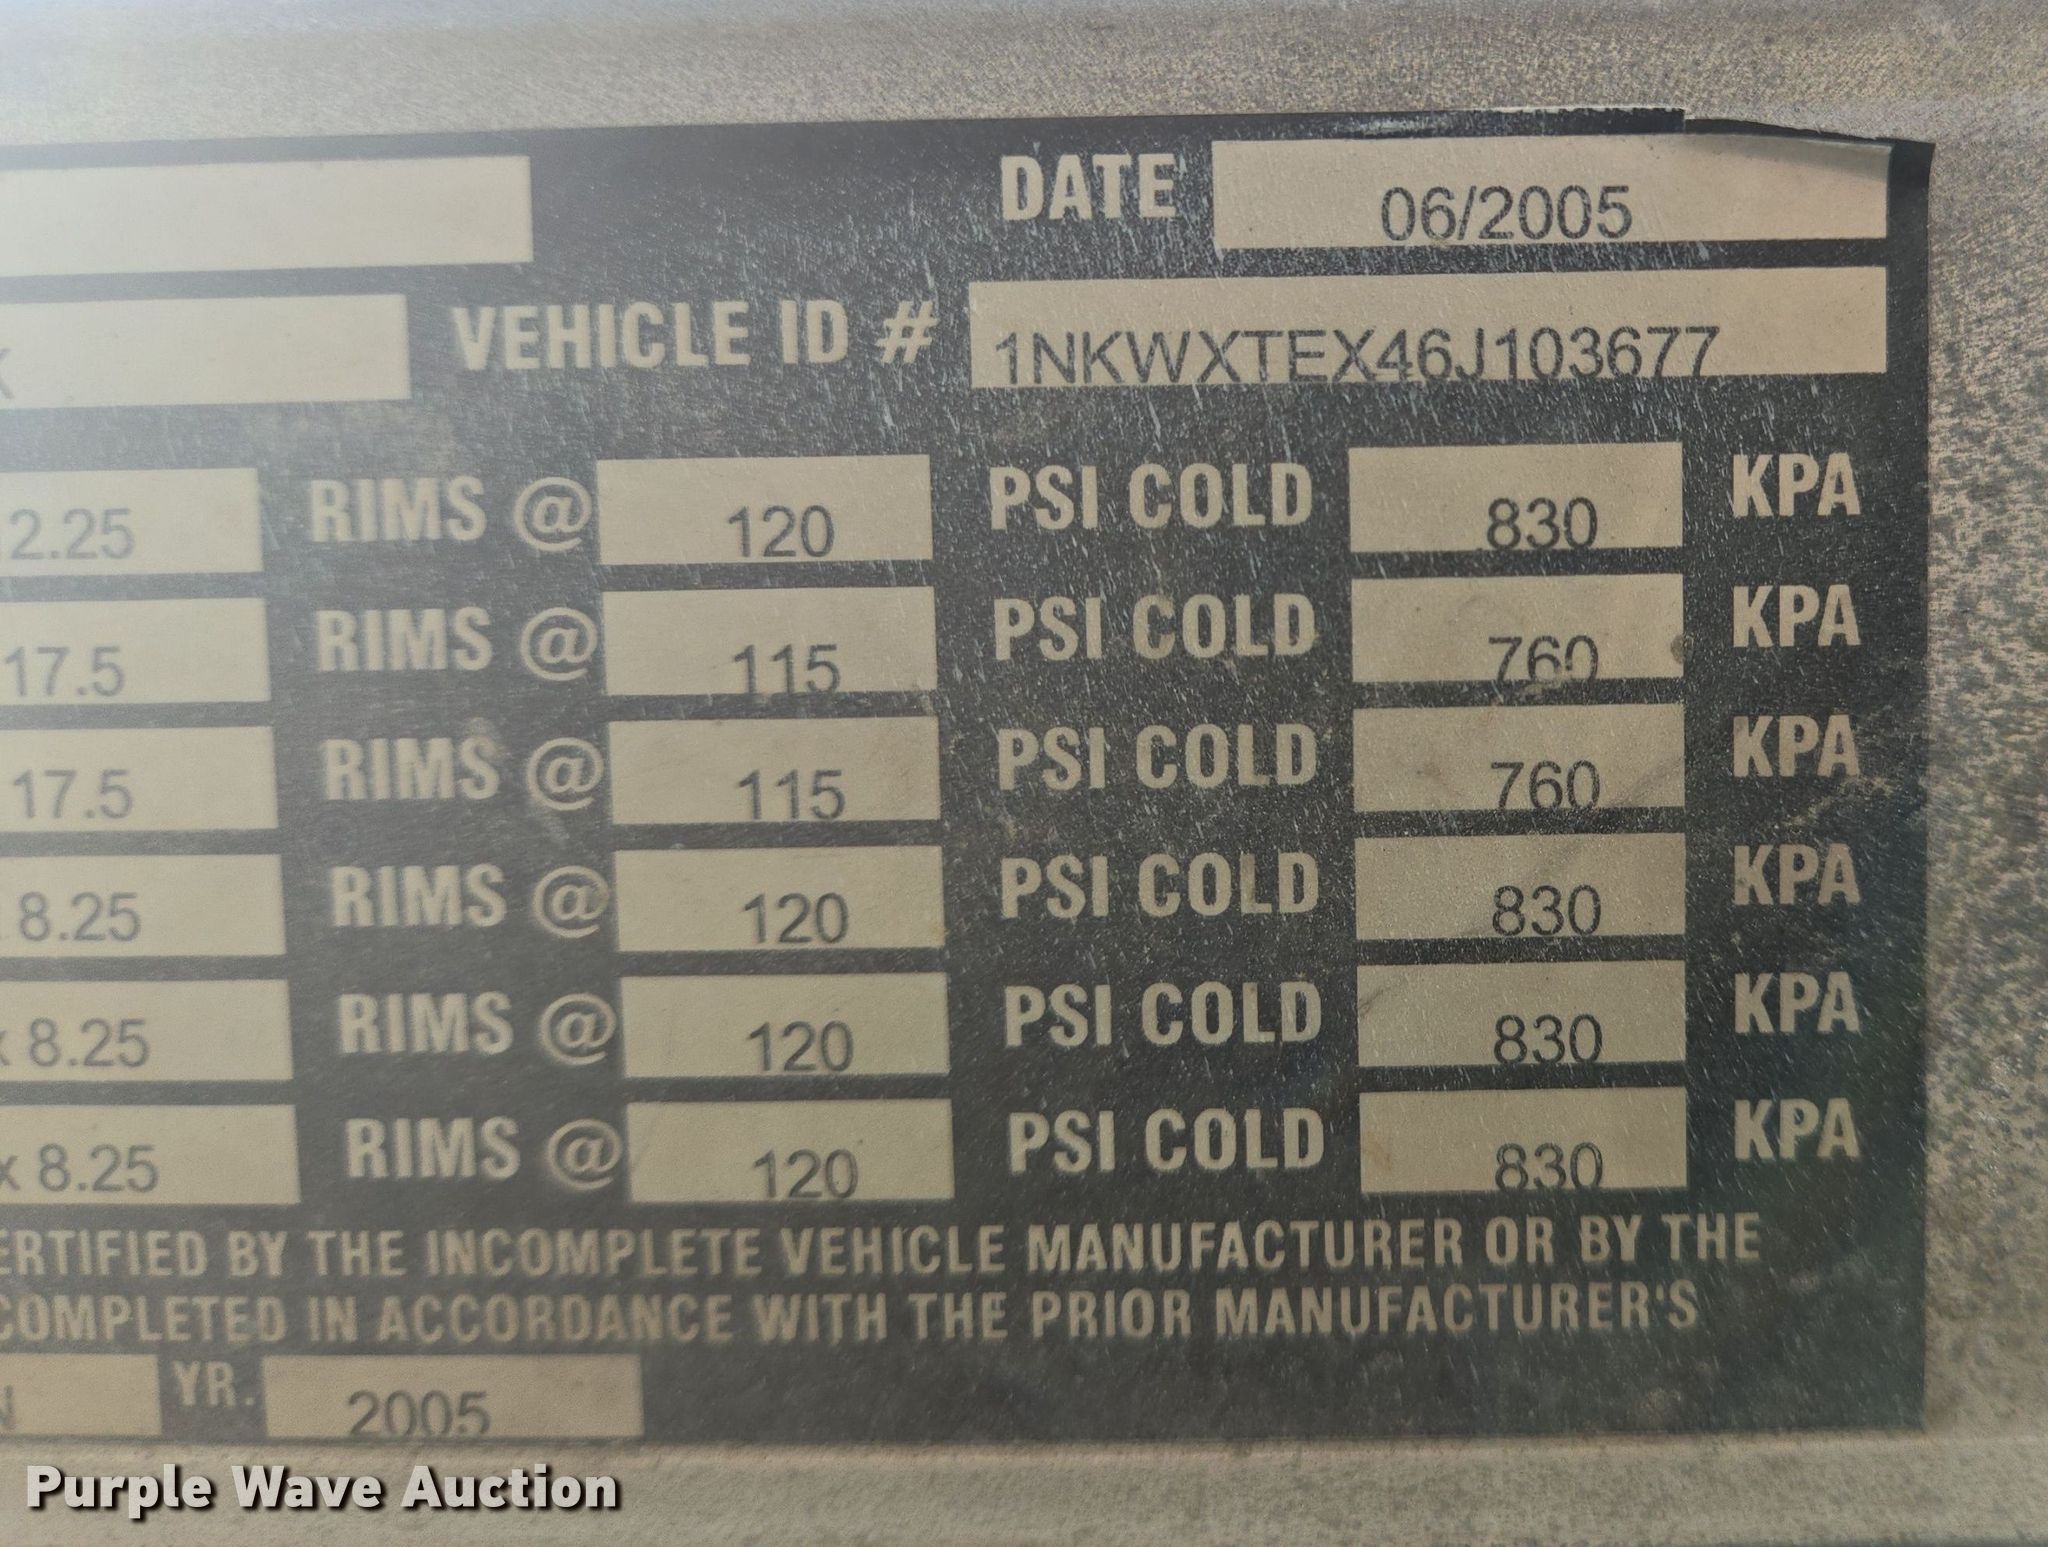 DATE 06/2005
X VEHICLE ID # 1NKWXTEX46J103677
12.25 RIMS @ 120 PSI COLD 830 KPA
17.5 RIMS @ 115 PSI COLD 760 KPA
17.5 RIMS @ 115 PSI COLD 760 KPA
8.25 RIMS @ 120 PSI COLD 830 KPA
x 8.25 RIMS @ 120 PSI COLD 830 KPA
x 8.25 RIMS @ 120 PSI COLD 830 KPA
ERTIFIED BY THE INCOMPLETE VEHICLE MANUFACTURER OR BY THE
COMPLETED IN ACCORDANCE WITH THE PRIOR MANUFACTURER'S
N YR. 2005
Purple Wave Auction